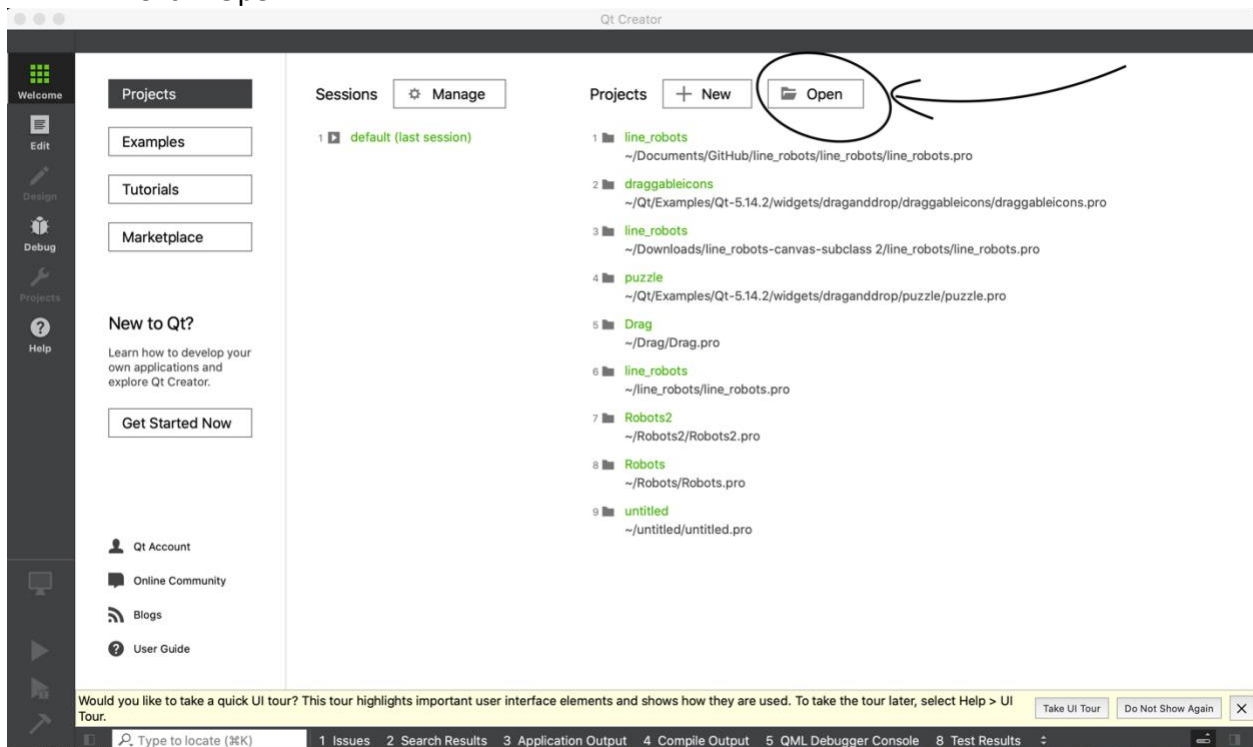 Qt Creator
Welcome
Edit
Design
Debug
Projects
Help
Projects
Examples
Tutorials
Marketplace
New to Qt?
Learn how to develop your
own applications and
explore Qt Creator.
Get Started Now
Qt Account
Online Community
Blogs
User Guide
Sessions
Manage
1 default (last session)
Projects
New
Open
1 line_robots
~/Documents/GitHub/line_robots/line_robots/line_robots.pro
2 draggableicons
~/Qt/Examples/Qt-5.14.2/widgets/draganddrop/draggableicons/draggableicons.pro
3 line_robots
~/Downloads/line_robots-canvas-subclass 2/line_robots/line_robots.pro
4 puzzle
~/Qt/Examples/Qt-5.14.2/widgets/draganddrop/puzzle/puzzle.pro
5 Drag
~/Drag/Drag.pro
6 line_robots
~/line_robots/line_robots.pro
7 Robots2
~/Robots2/Robots2.pro
8 Robots
~/Robots/Robots.pro
9 untitled
~/untitled/untitled.pro
Would you like to take a quick UI tour? This tour highlights important user interface elements and shows how they are used. To take the tour later, select Help > UI
Tour.
Take UI Tour
Do Not Show Again
Type to locate (⌘K)
1 Issues 2 Search Results 3 Application Output 4 Compile Output 5 QML Debugger Console 8 Test Results